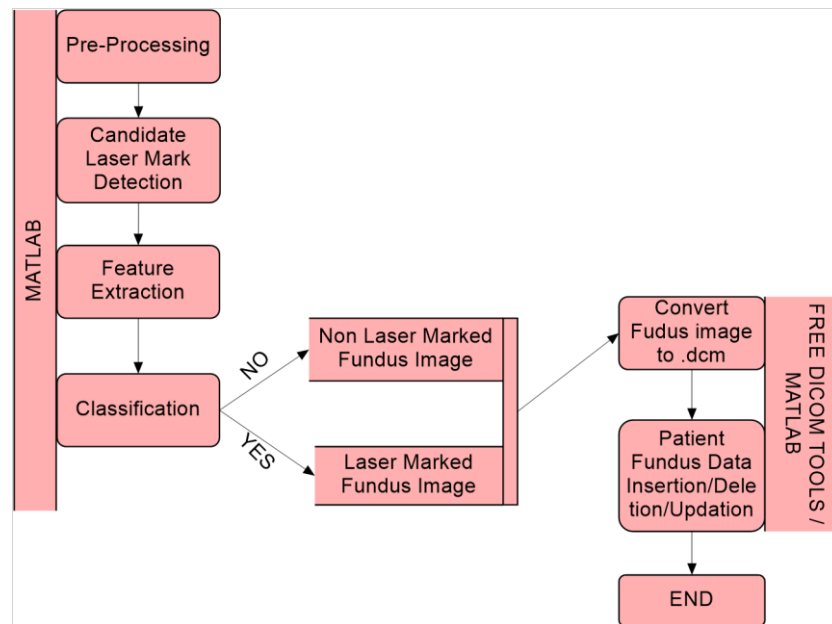 MATLAB
Pre-Processing
Candidate
Laser Mark
Detection
Feature
Extraction
Classification
NO
YES
Non Laser Marked
Fundus Image
Laser Marked
Fundus Image
Convert
Fudus image
to .dcm
Patient
Fundus Data
Insertion/Dele
tion/Updation
END
FREE DICOM TOOLS /
MATLAB